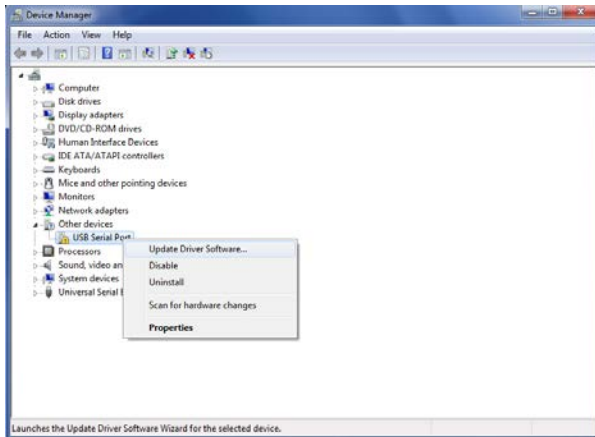 Device Manager
File Action View Help
Computer
Disk drives
Display adapters
DVD/CD-ROM drives
Human Interface Devices
IDE ATA/ATAPI controllers
Keyboards
Mice and other pointing devices
Monitors
Network adapters
Other devices
USB Serial Port
Update Driver Software...
Processors
Disable
Sound, video an
System devices
Uninstall
Universal Serial
Scan for hardware changes
Properties
Launches the Update Driver Software Wizard for the selected device.